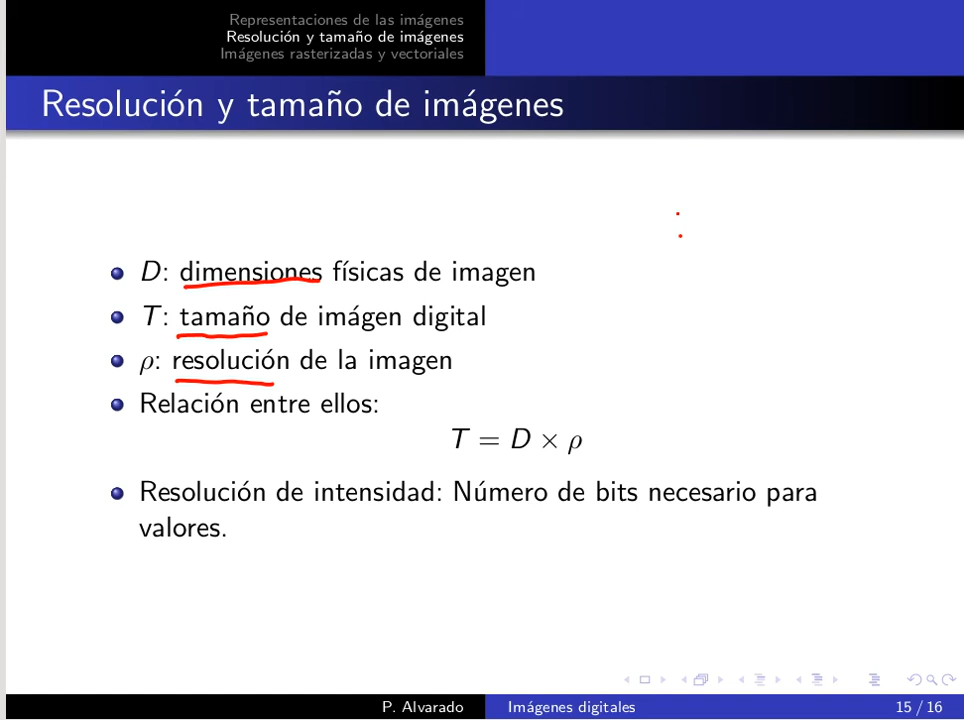 Representaciones de las imágenes
Resolución y tamaño de imágenes
Imágenes rasterizadas y vectoriales
Resolución y tamaño de imágenes
D: dimensiones físicas de imagen
T: tamaño de imágen digital
ρ: resolución de la imagen
Relación entre ellos:
T = D × ρ
Resolución de intensidad: Número de bits necesario para
valores.
P. Alvarado
Imágenes digitales
15 / 16